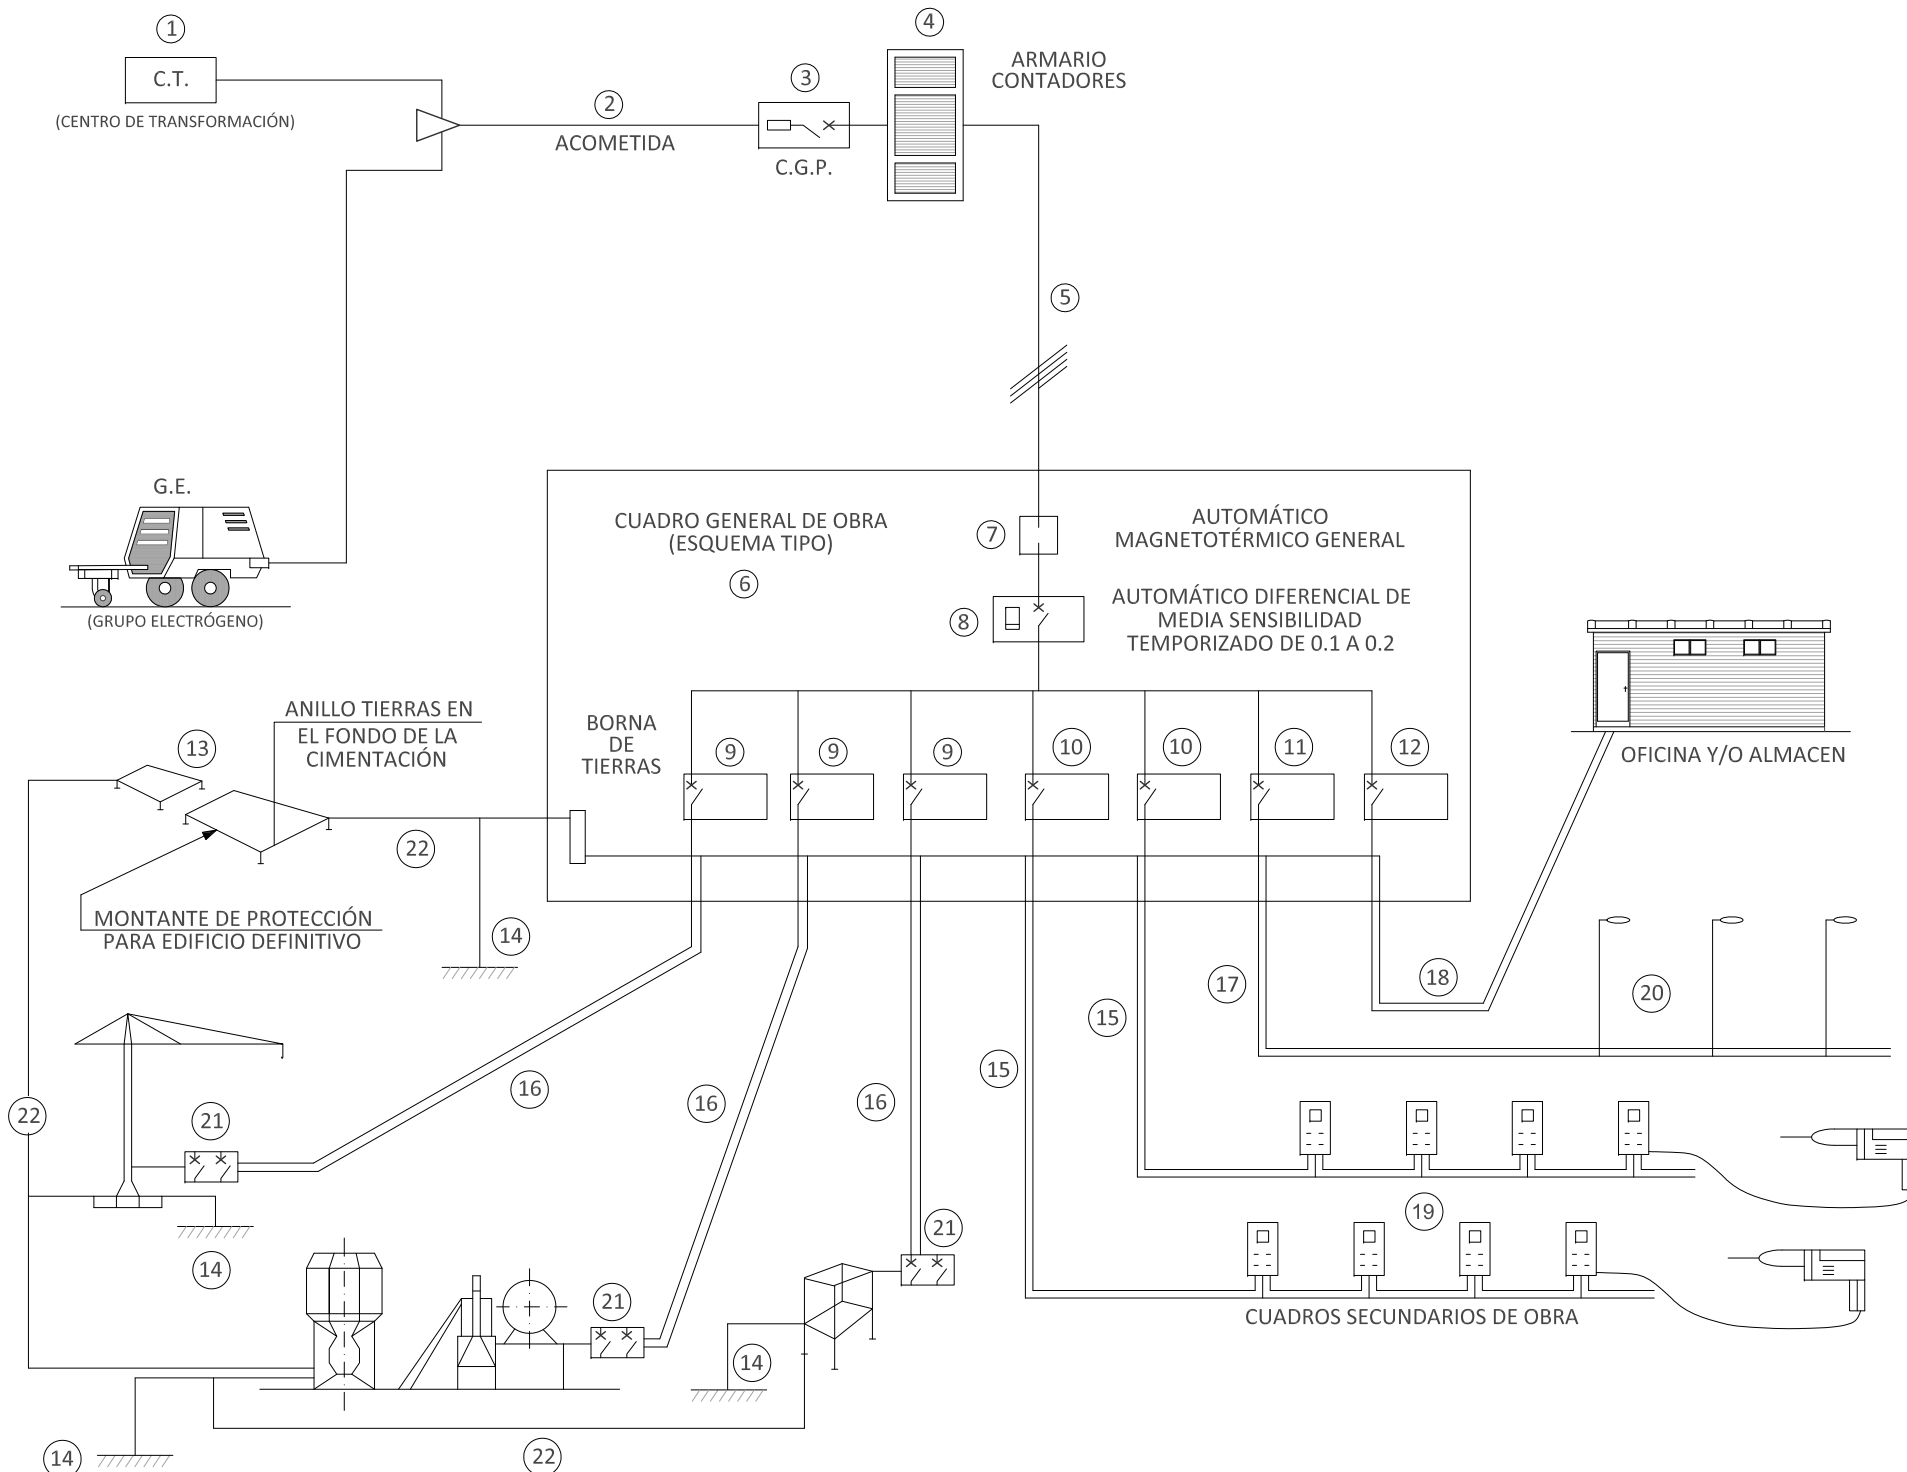 1
C.T.
(CENTRO DE TRANSFORMACIÓN)
2
ACOMETIDA
3
C.G.P.
4
ARMARIO
CONTADORES
5
G.E.
(GRUPO ELECTRÓGENO)
CUADRO GENERAL DE OBRA
(ESQUEMA TIPO)
6
7
AUTOMÁTICO
MAGNETOTÉRMICO GENERAL
8
AUTOMÁTICO DIFERENCIAL DE
MEDIA SENSIBILIDAD
TEMPORIZADO DE 0.1 A 0.2
BORNA
DE
TIERRAS
9
9
9
10
10
11
12
OFICINA Y/O ALMACEN
13
ANILLO TIERRAS EN
EL FONDO DE LA
CIMENTACIÓN
22
MONTANTE DE PROTECCIÓN
PARA EDIFICIO DEFINITIVO
14
16
16
16
15
15
17
18
20
22
21
14
21
21
14
19
CUADROS SECUNDARIOS DE OBRA
14
22